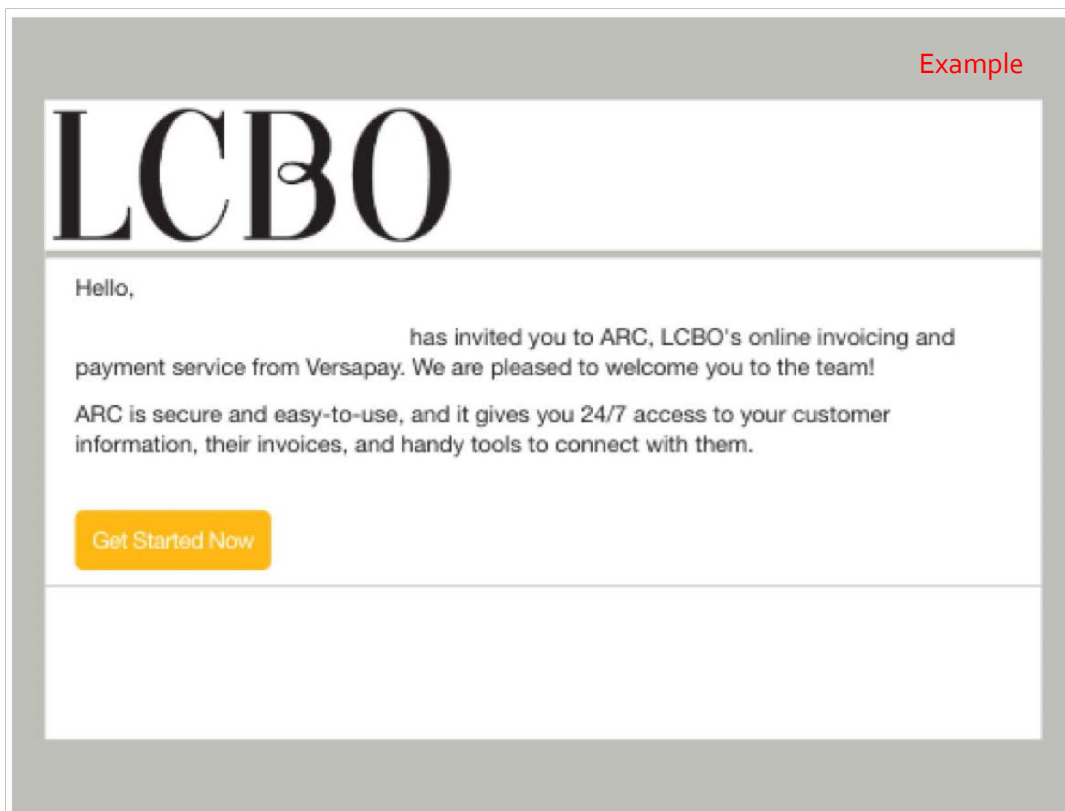 Example
LCBO
Hello,
has invited you to ARC, LCBO's online invoicing and
payment service from Versapay. We are pleased to welcome you to the team!
ARC is secure and easy-to-use, and it gives you 24/7 access to your customer
information, their invoices, and handy tools to connect with them.
Get Started Now